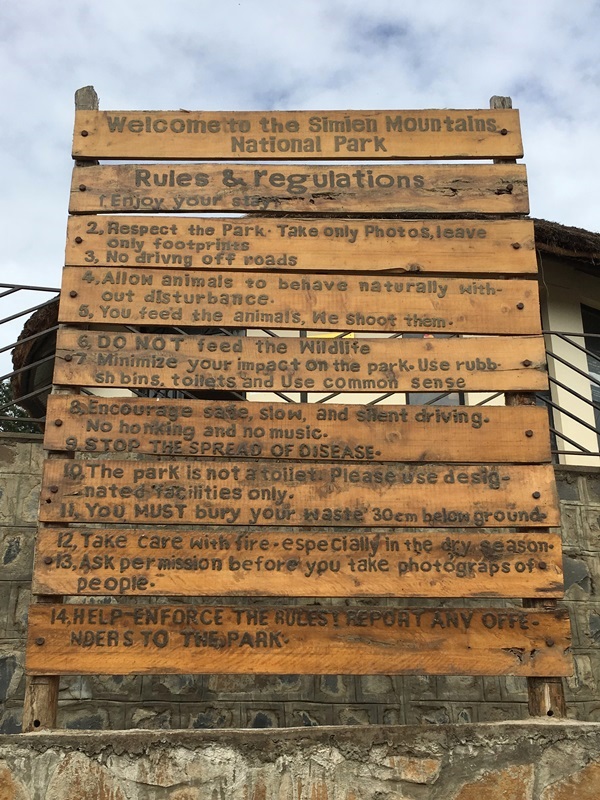 Welcome to the Simien Mountains
National Park
Rules & regulations
1, Enjoy your stay!
2, Respect the Park. Take only Photos, leave
only footprints
3, No drivng off roads
4, Allow animals to behave naturally with-
out disturbance.
5, You feed the animals, We shoot them.
6, DO NOT feed the Wildlife
7 Minimize your impact on the park. Use rubb-
sh bins, toilets and Use common sense
8, Encourage safe, slow, and silent driving.
No honking and no music.
9. STOP THE SPREAD OF DISEASE.
10. The park is not a toilet. Please use desig-
nated facilities only.
11. YOU MUST bury your waste 30cm below ground.
12, Take care with fire-especially in the dry season.
13, Ask permission before you take photograps of
people.
14. HELP ENFORCE THE RULES! REPORT ANY OFFE-
NDERS TO THE PARK.